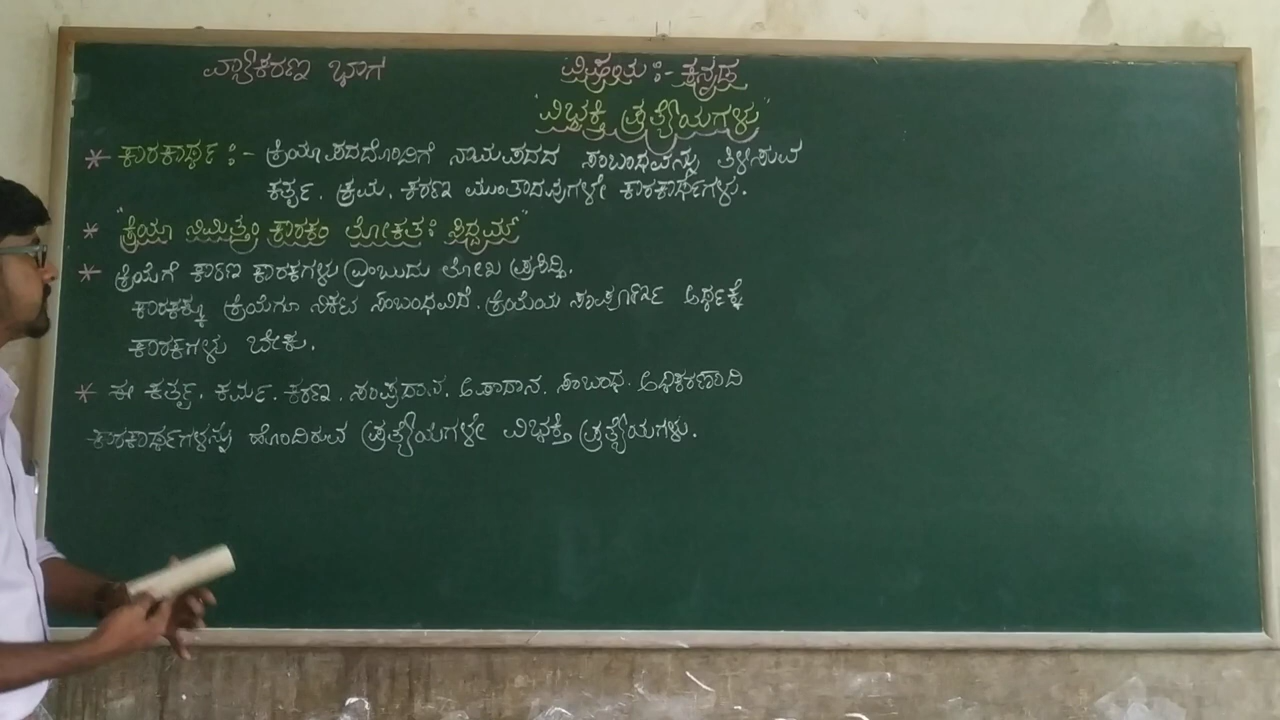 ವ್ಯಾಕರಣ ಭಾಗ
ವಿಷಯ :- ಕನ್ನಡ
"ವಿಭಕ್ತಿ ಪ್ರತ್ಯಯಗಳು"
* ಕಾರಕಾರ್ಥ :- ಕ್ರಿಯಾಪದದೊಂದಿಗೆ ನಾಮಪದದ ಸಂಬಂಧವನ್ನು ತಿಳಿಸುವ
ಕರ್ತೃ, ಕ್ರಮ, ಕರಣ ಮುಂತಾದವುಗಳೇ ಕಾರಕಾರ್ಥಗಳು.
* "ಕ್ರಿಯಾ ನಿಮಿತ್ತಂ ಕಾರಕಂ ಲೋಕತಃ ಸಿದ್ಧಮ್"
* ಕ್ರಿಯೆಗೆ ಕಾರಣ ಕಾರಕಗಳು ಎಂಬುದು ಲೋಖ ಪ್ರಸಿದ್ಧಿ.
ಕಾರಕಕ್ಕೂ ಕ್ರಿಯೆಗೂ ನಿಕಟ ಸಂಬಂಧವಿದೆ. ಕ್ರಿಯೆಯ ಸಂಪೂರ್ಣ ಅರ್ಥಕ್ಕೆ
ಕಾರಕಗಳು ಬೇಕು.
* ಈ ಕರ್ತೃ, ಕರ್ಮ, ಕರಣ, ಸಂಪ್ರದಾನ, ಅಪಾದಾನ, ಸಂಬಂಧ, ಅಧಿಕರಣಾದಿ
ಕಾರಕಾರ್ಥಗಳನ್ನು ಹೊಂದಿರುವ ಪ್ರತ್ಯಯಗಳೇ ವಿಭಕ್ತಿ ಪ್ರತ್ಯಯಗಳು.